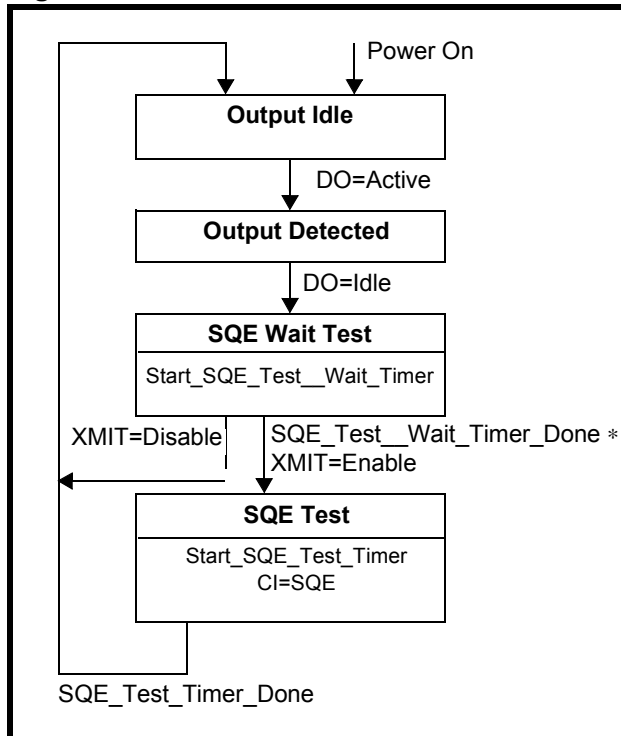 Power On
Output Idle
DO=Active
Output Detected
DO=Idle
SQE Wait Test
Start_SQE_Test__Wait_Timer
XMIT=Disable
SQE_Test__Wait_Timer_Done *
XMIT=Enable
SQE Test
Start_SQE_Test_Timer
CI=SQE
SQE_Test_Timer_Done